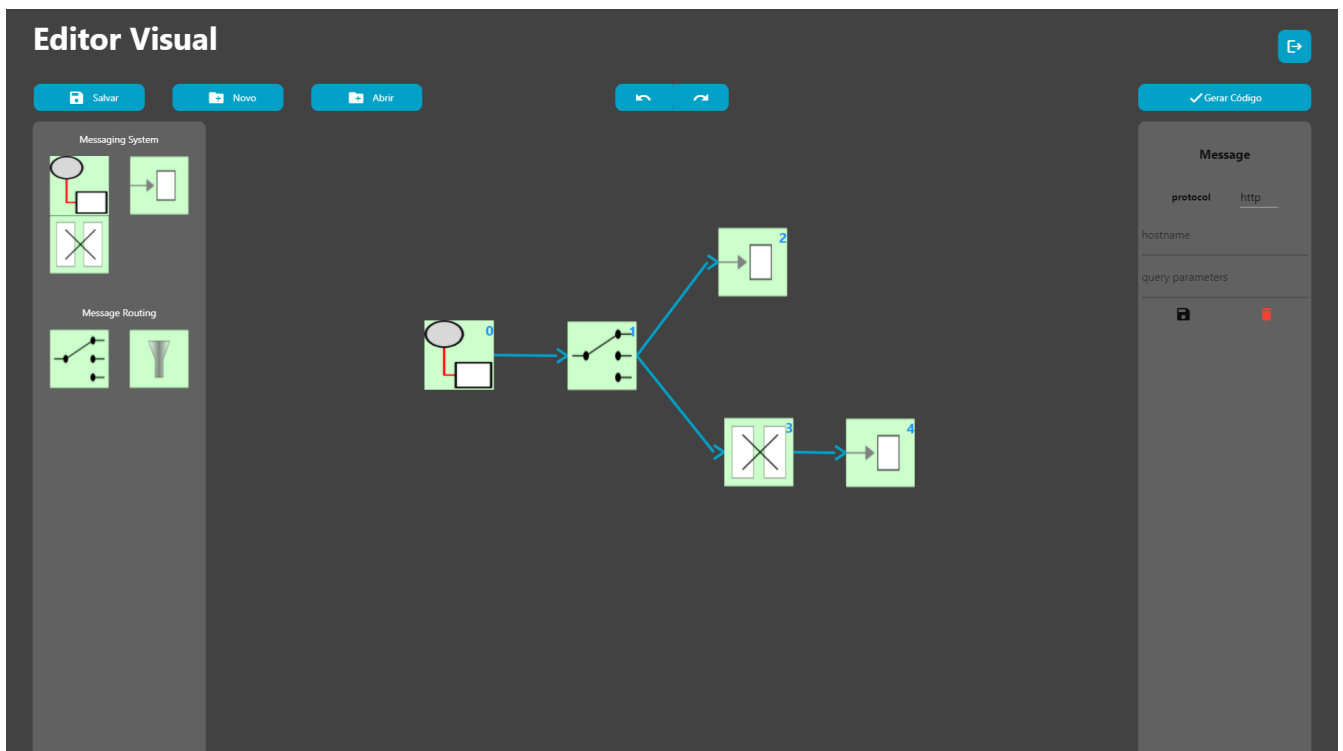 Editor Visual
Salvar
Novo
Abrir
Gerar Código
Messaging System
Message Routing
0
1
2
3
4
Message
protocol http
hostname
query parameters